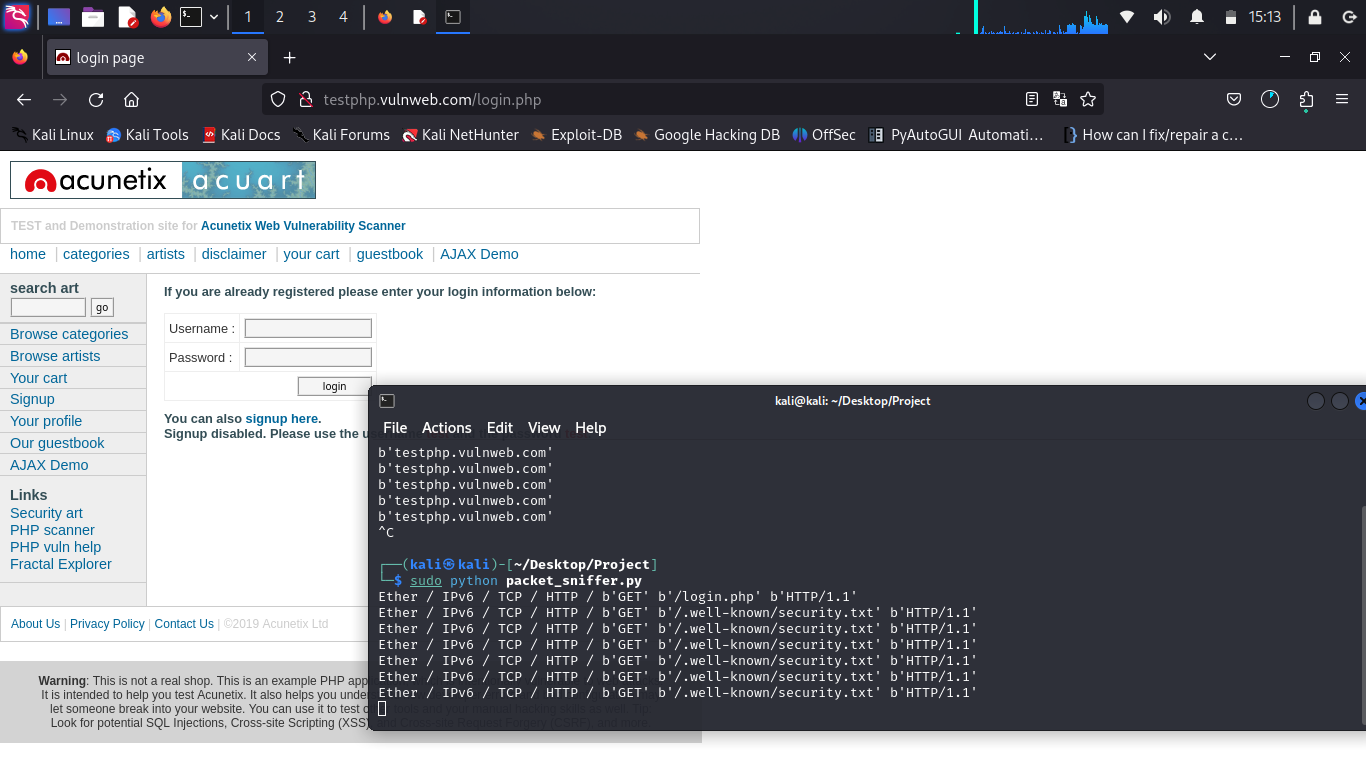 1 2 3 4 15:13
login page
testphp.vulnweb.com/login.php
Kali Linux Kali Tools Kali Docs Kali Forums Kali NetHunter Exploit-DB Google Hacking DB OffSec PyAutoGUI Automati… How can I fix/repair a c…
acunetix acuart
TEST and Demonstration site for Acunetix Web Vulnerability Scanner
home | categories | artists | disclaimer | your cart | guestbook | AJAX Demo
search art
go
Browse categories
Browse artists
Your cart
Signup
Your profile
Our guestbook
AJAX Demo
Links
Security art
PHP scanner
PHP vuln help
Fractal Explorer
If you are already registered please enter your login information below:
Username :
Password :
login
You can also signup here.
Signup disabled. Please use the
About Us | Privacy Policy | Contact Us | ©2019 Acunetix Ltd
Warning: This is not a real shop. This is an example PHP
It is intended to help you test Acunetix. It also helps you
let someone break into your website. You can use it to test
Look for potential SQL Injections, Cross-site Scripting (XSS), and Cross-site Request Forgery (CSRF), and more.
kali@kali: ~/Desktop/Project
File Actions Edit View Help
b'testphp.vulnweb.com'
b'testphp.vulnweb.com'
b'testphp.vulnweb.com'
b'testphp.vulnweb.com'
b'testphp.vulnweb.com'
^C
┌──(kali㉿kali)-[~/Desktop/Project]
└─$ sudo python packet_sniffer.py
Ether / IPv6 / TCP / HTTP / b'GET' b'/login.php' b'HTTP/1.1'
Ether / IPv6 / TCP / HTTP / b'GET' b'/.well-known/security.txt' b'HTTP/1.1'
Ether / IPv6 / TCP / HTTP / b'GET' b'/.well-known/security.txt' b'HTTP/1.1'
Ether / IPv6 / TCP / HTTP / b'GET' b'/.well-known/security.txt' b'HTTP/1.1'
Ether / IPv6 / TCP / HTTP / b'GET' b'/.well-known/security.txt' b'HTTP/1.1'
Ether / IPv6 / TCP / HTTP / b'GET' b'/.well-known/security.txt' b'HTTP/1.1'
Ether / IPv6 / TCP / HTTP / b'GET' b'/.well-known/security.txt' b'HTTP/1.1'